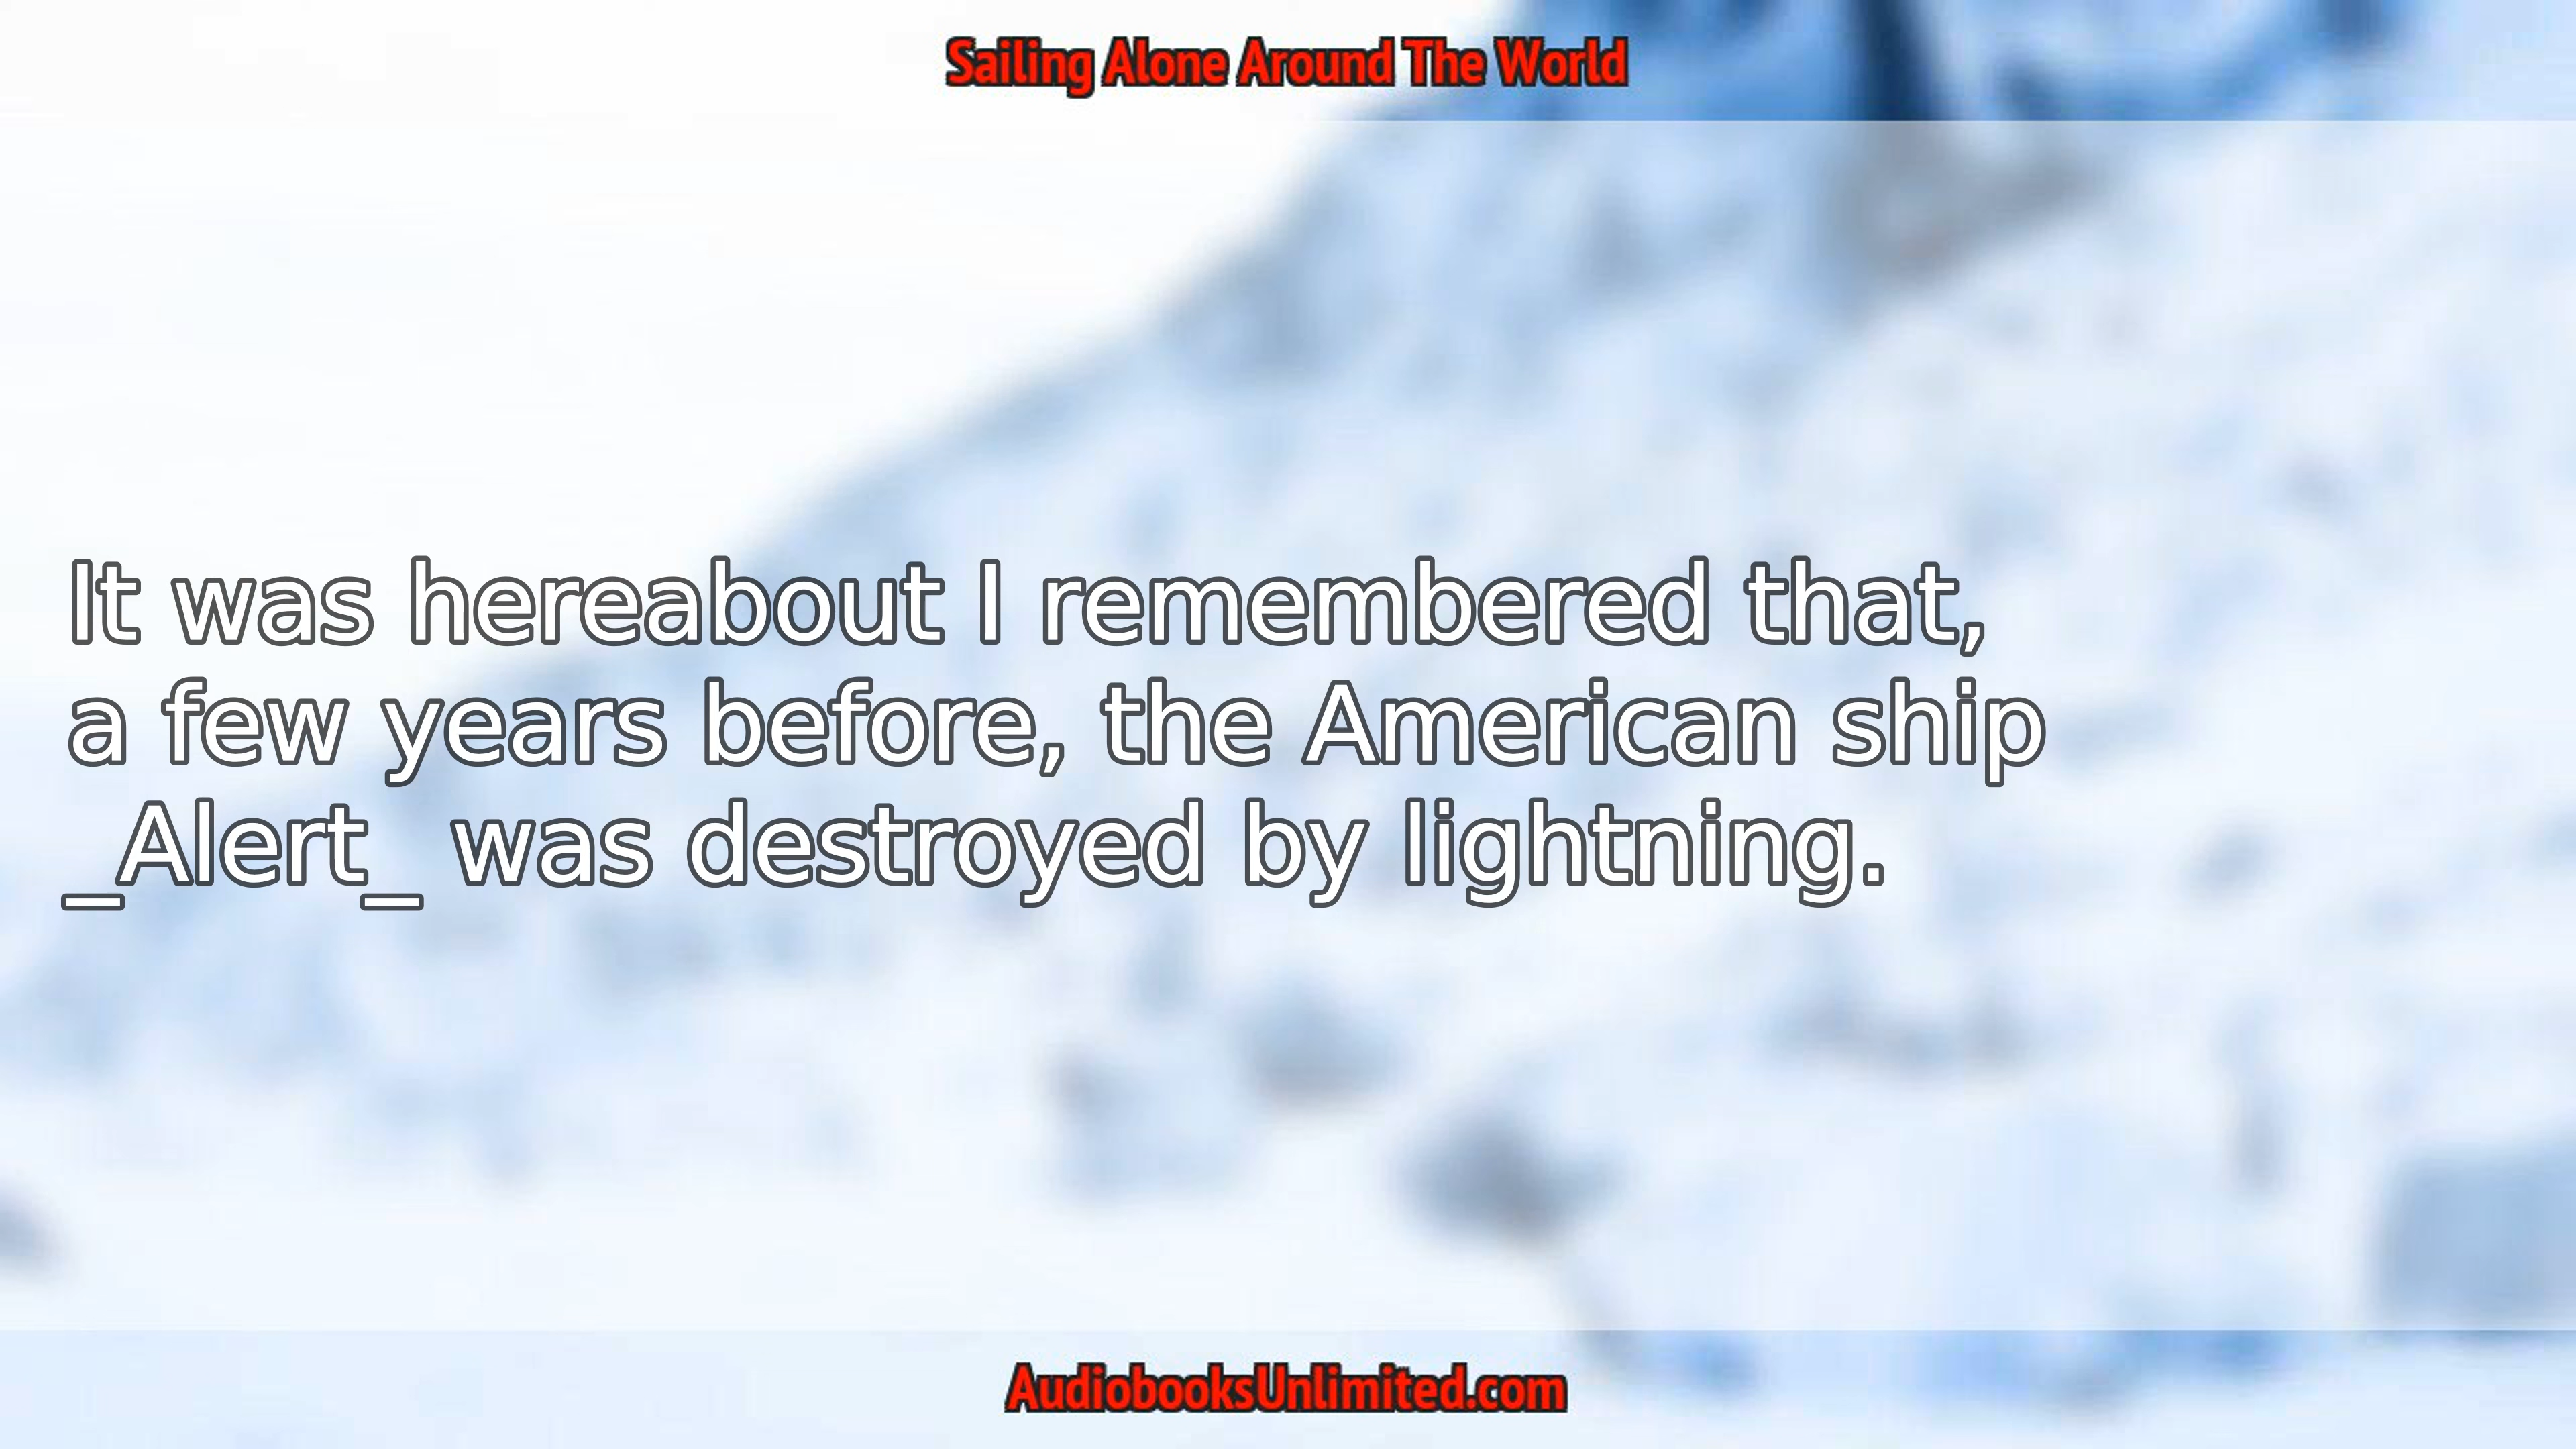 Sailing Alone Around The World
It was hereabout I remembered that,
a few years before, the American ship
_Alert_ was destroyed by lightning.
AudiobooksUnlimited.com